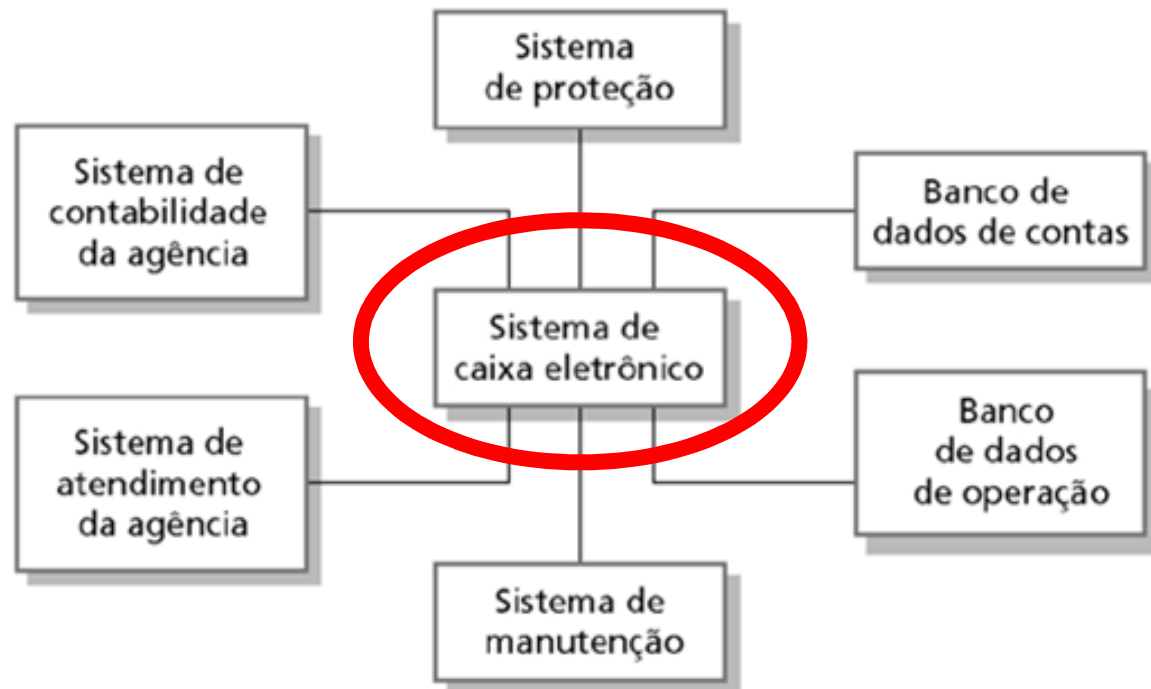 Sistema
de proteção
Sistema de
contabilidade
da agência
Banco de
dados de contas
Sistema de
caixa eletrônico
Sistema de
atendimento
da agência
Banco
de dados
de operação
Sistema de
manutenção